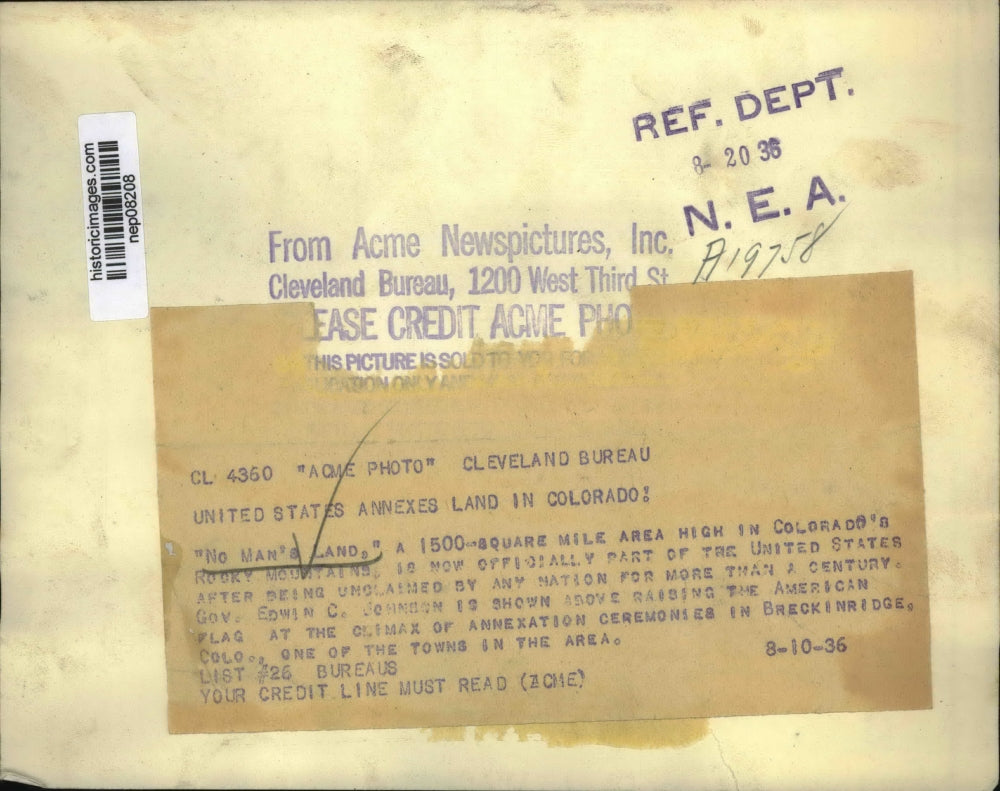 historicimages.com
nep08208
REF. DEPT.
8- 20 36
N. E. A.
A19758
From Acme Newspictures, Inc.
Cleveland Bureau, 1200 West Third St
EASE CREDIT ACME PHO
THIS PICTURE IS SOLD TO YOU FOR
ICATION ONLY AND
CL 4360 "ACME PHOTO" CLEVELAND BUREAU
UNITED STATES ANNEXES LAND IN COLORADO!
"NO MAN'S LAND," A 1500-SQUARE MILE AREA HIGH IN COLORADO'S
ROCKY MOUNTAINS, IS NOW OFFICIALLY PART OF THE UNITED STATES
AFTER BEING UNCLAIMED BY ANY NATION FOR MORE THAN A CENTURY.
GOV. EDWIN C. JOHNSON IS SHOWN ABOVE RAISING THE AMERICAN
FLAG AT THE CLIMAX OF ANNEXATION CEREMONIES IN BRECKINRIDGE,
COLO., ONE OF THE TOWNS IN THE AREA. 8-10-36
LIST #26 BUREAUS
YOUR CREDIT LINE MUST READ (ACME)